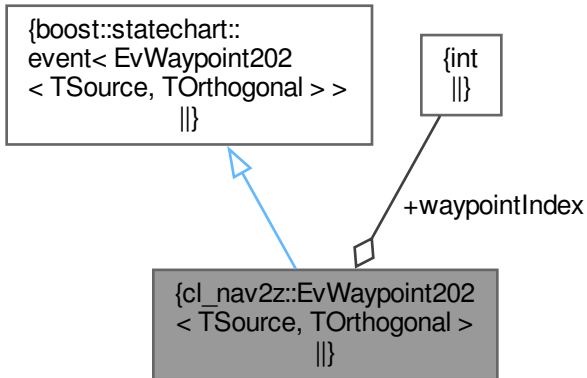 {boost::statechart::
event< EvWaypoint202
< TSource, TOrthogonal > >
||}
{int
||}
+waypointIndex
{cl_nav2z::EvWaypoint202
< TSource, TOrthogonal >
||}